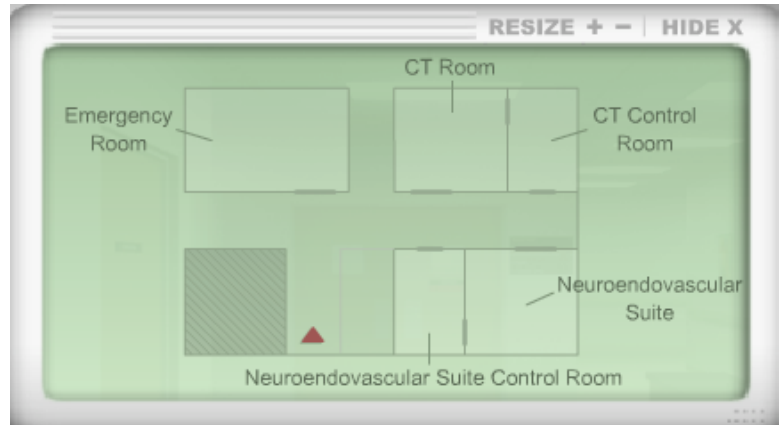 RESIZE + − | HIDE X
CT Room
Emergency
Room
CT Control
Room
Neuroendovascular
Suite
Neuroendovascular Suite Control Room